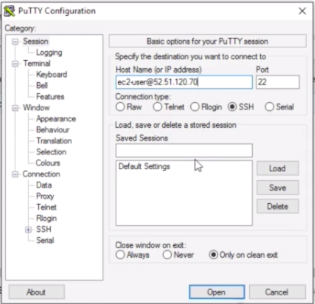 PuTTY Configuration
Category:
Session
Logging
Terminal
Keyboard
Bell
Features
Window
Appearance
Behaviour
Translation
Selection
Colours
Connection
Data
Proxy
Telnet
Rlogin
SSH
Serial
Basic options for your PuTTY session
Specify the destination you want to connect to
Host Name (or IP address) Port
ec2-user@52.51.120.70 22
Connection type:
Raw Telnet Rlogin SSH Serial
Load, save or delete a stored session
Saved Sessions
Default Settings
Load
Save
Delete
Close window on exit:
Always Never Only on clean exit
About Open Cancel